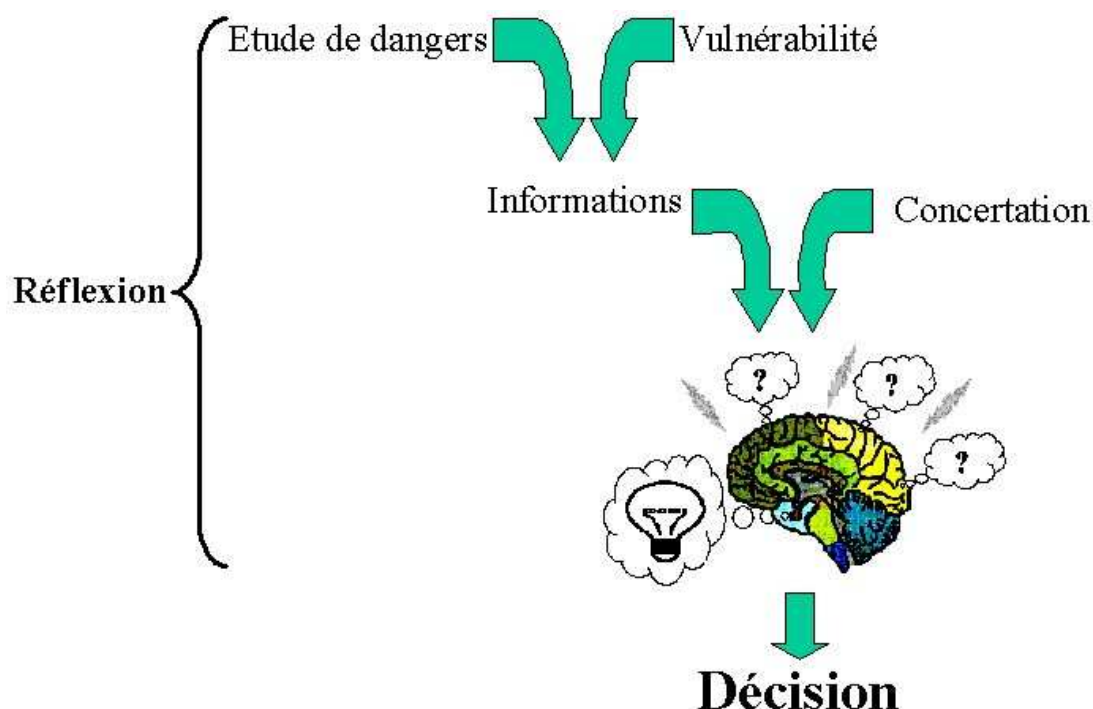 Etude de dangers
Vulnérabilité
Informations
Concertation
Réflexion
?
?
?
Décision